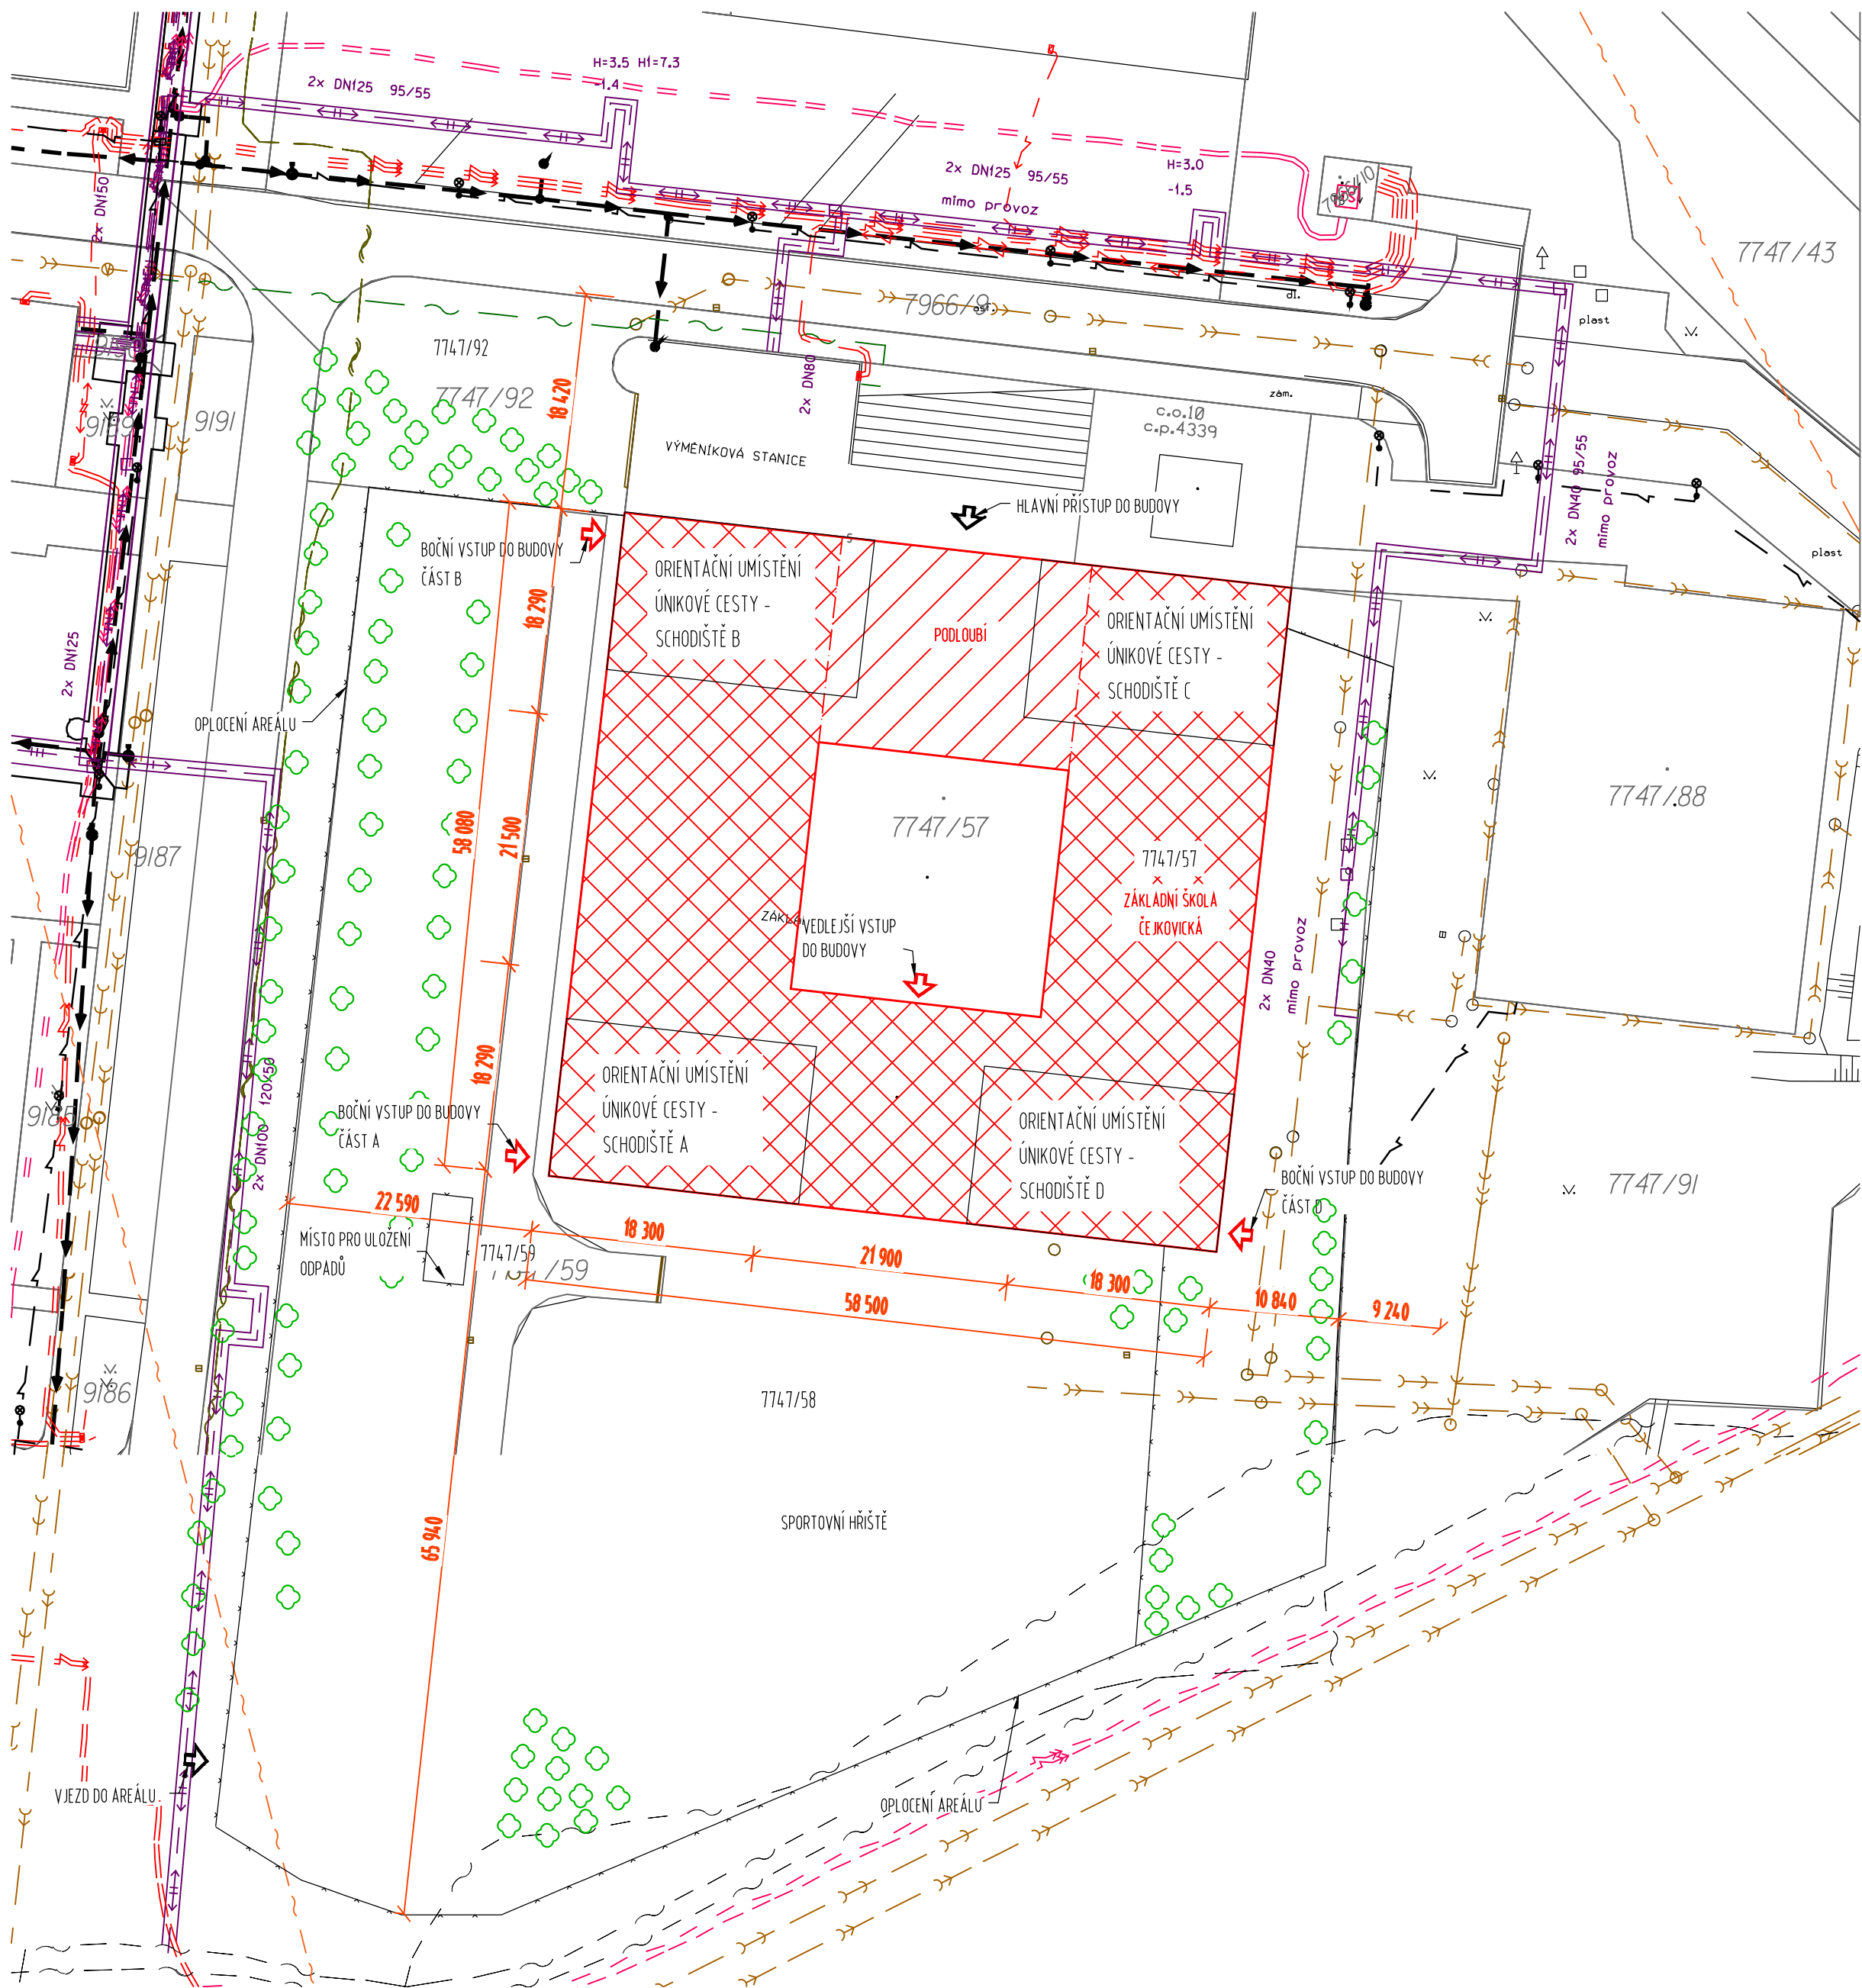 H=3.5 H1=7.3
-1.4
2x DN125 95/55
2x DN125 95/55
mimo provoz
H=3.0
-1.5
2x DN150
7747/43
7966/9
dl.
plast
7747/92
7747/92
18 420
2x DN80
zám.
c.o.10
c.p.4339
9191
VÝMĚNÍKOVÁ STANICE
HLAVNÍ PŘÍSTUP DO BUDOVY
2x DN40 95/55
mimo provoz
plast
BOČNÍ VSTUP DO BUDOVY
ČÁST B
ORIENTAČNÍ UMÍSTĚNÍ
ÚNIKOVÉ CESTY -
SCHODIŠTĚ B
18 290
PODLOUBÍ
ORIENTAČNÍ UMÍSTĚNÍ
ÚNIKOVÉ CESTY -
SCHODIŠTĚ C
2x DN125
OPLOCENÍ AREÁLU
7747/88
58 080
21 500
7747/57
7747/57
ZÁKLADNÍ ŠKOLA
ČEJKOVICKÁ
9187
VEDLEJŠÍ VSTUP
DO BUDOVY
2x DN40
mimo provoz
18 290
2x DN100 120/50
BOČNÍ VSTUP DO BUDOVY
ČÁST A
ORIENTAČNÍ UMÍSTĚNÍ
ÚNIKOVÉ CESTY -
SCHODIŠTĚ A
ORIENTAČNÍ UMÍSTĚNÍ
ÚNIKOVÉ CESTY -
SCHODIŠTĚ D
BOČNÍ VSTUP DO BUDOVY
ČÁST D
7747/91
22 590
18 300
21 900
18 300
10 840
9 240
58 500
MÍSTO PRO ULOŽENÍ
ODPADŮ
7747/59
9186
7747/58
SPORTOVNÍ HŘIŠTĚ
65 940
VJEZD DO AREÁLU
OPLOCENÍ AREÁLU